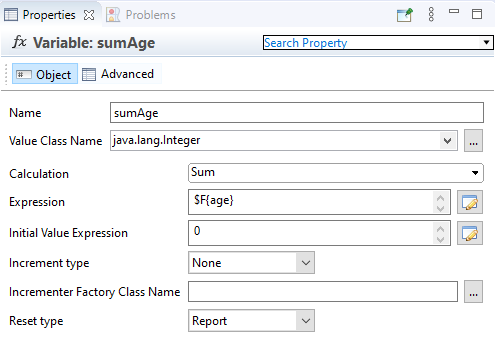 Properties Problems
fx Variable: sumAge Search Property
Object Advanced
Name sumAge
Value Class Name java.lang.Integer ...
Calculation Sum
Expression $F{age}
Initial Value Expression 0
Increment type None
Incrementer Factory Class Name ...
Reset type Report